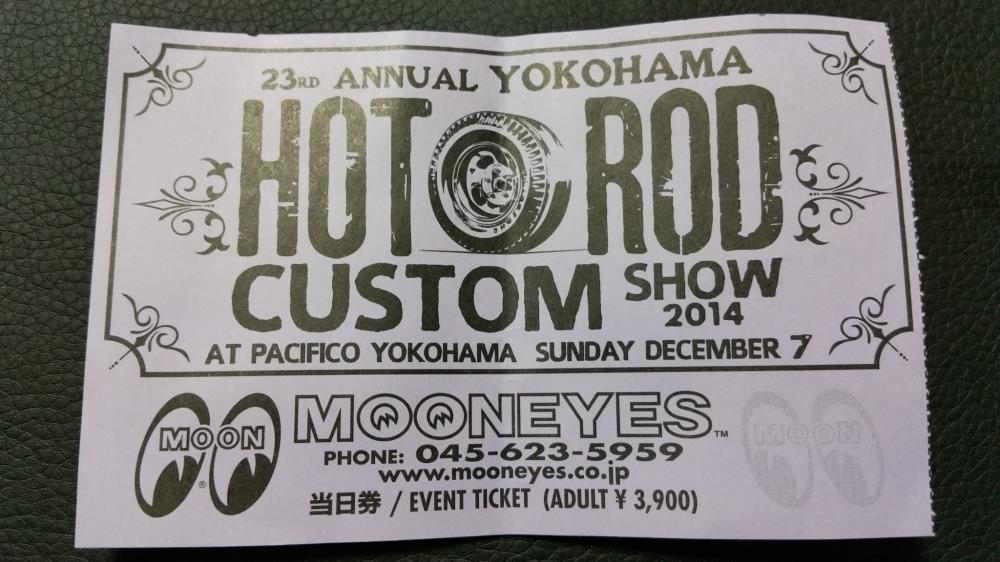 23RD ANNUAL YOKOHAMA
HOT ROD
CUSTOM SHOW
2014
AT PACIFICO YOKOHAMA SUNDAY DECEMBER 7
MOON
®
MOONEYES™
MOON
PHONE: 045-623-5959
www.mooneyes.co.jp
当日券 / EVENT TICKET (ADULT ¥ 3,900)